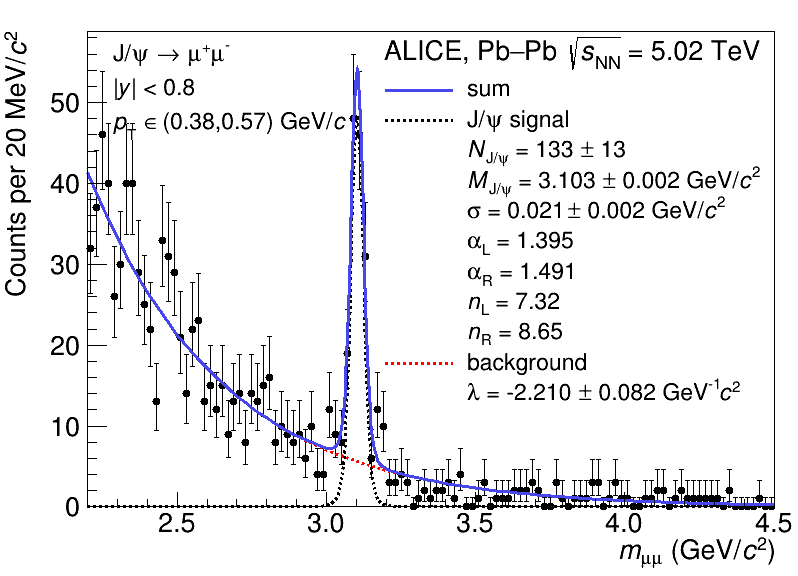 J/ψ → μ⁺μ⁻
|y| < 0.8
p_T ∈ (0.38,0.57) GeV/c
ALICE, Pb–Pb √s_NN = 5.02 TeV
sum
J/ψ signal
N_J/ψ = 133 ± 13
M_J/ψ = 3.103 ± 0.002 GeV/c²
σ = 0.021 ± 0.002 GeV/c²
α_L = 1.395
α_R = 1.491
n_L = 7.32
n_R = 8.65
background
λ = -2.210 ± 0.082 GeV⁻¹c²
Counts per 20 MeV/c²
50
40
30
20
10
0
2.5 3.0 3.5 4.0 4.5
m_μμ (GeV/c²)